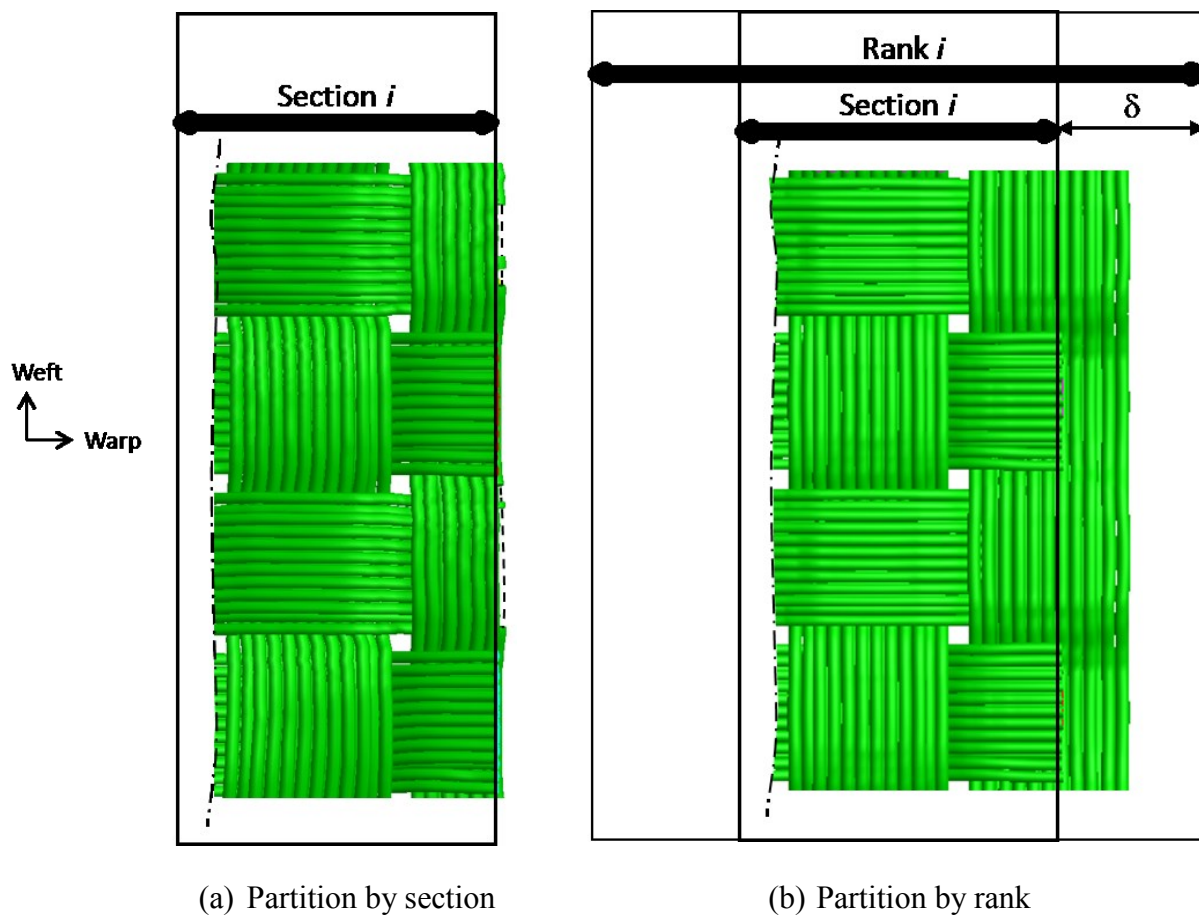 Section i
Rank i
Section i
δ
Weft
Warp
(a) Partition by section
(b) Partition by rank